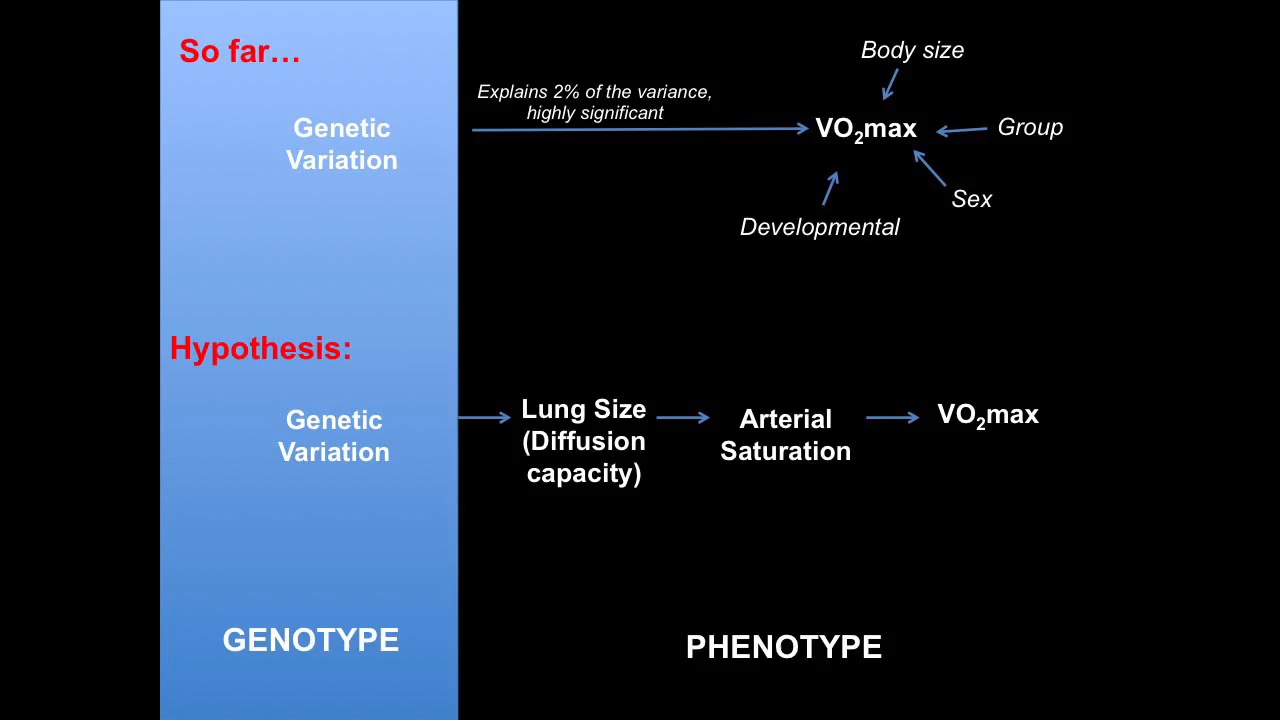 So far…
Body size
Explains 2% of the variance,
highly significant
Genetic
Variation
VO₂max
Group
Sex
Developmental
Hypothesis:
Genetic
Variation
Lung Size
(Diffusion
capacity)
Arterial
Saturation
VO₂max
GENOTYPE
PHENOTYPE